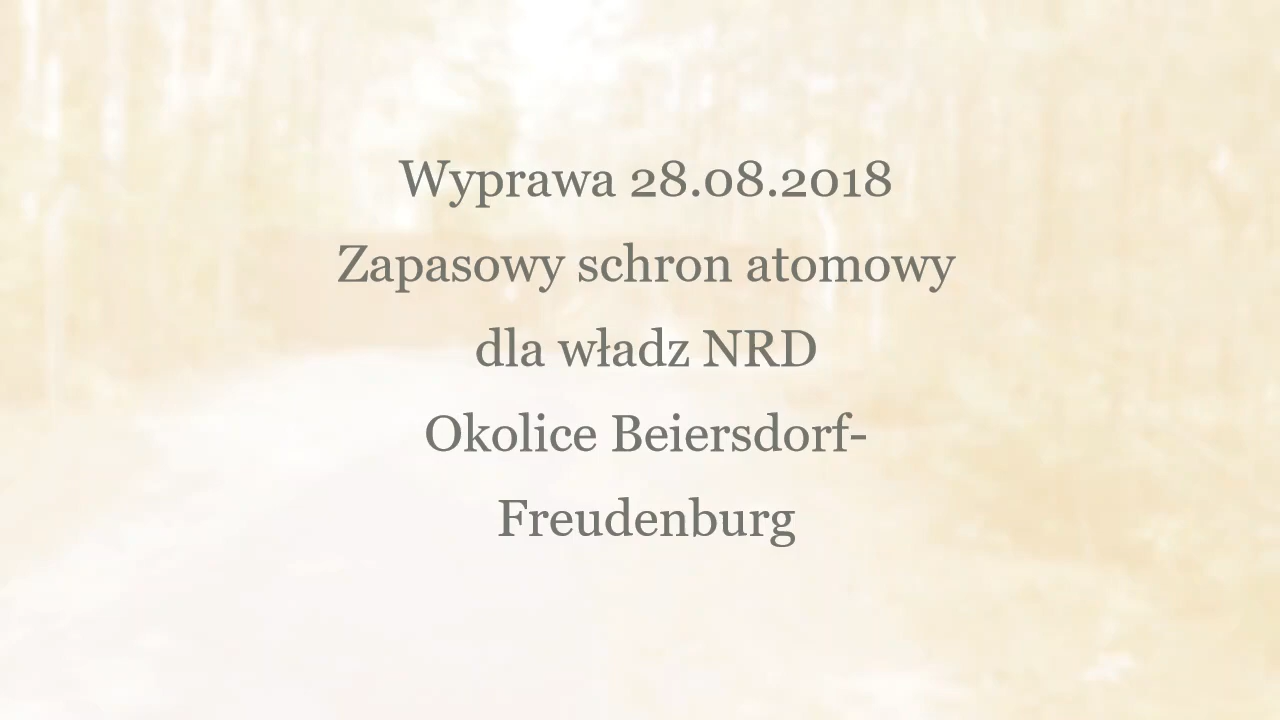 Wyprawa 28.08.2018
Zapasowy schron atomowy
dla władz NRD
Okolice Beiersdorf-
Freudenburg